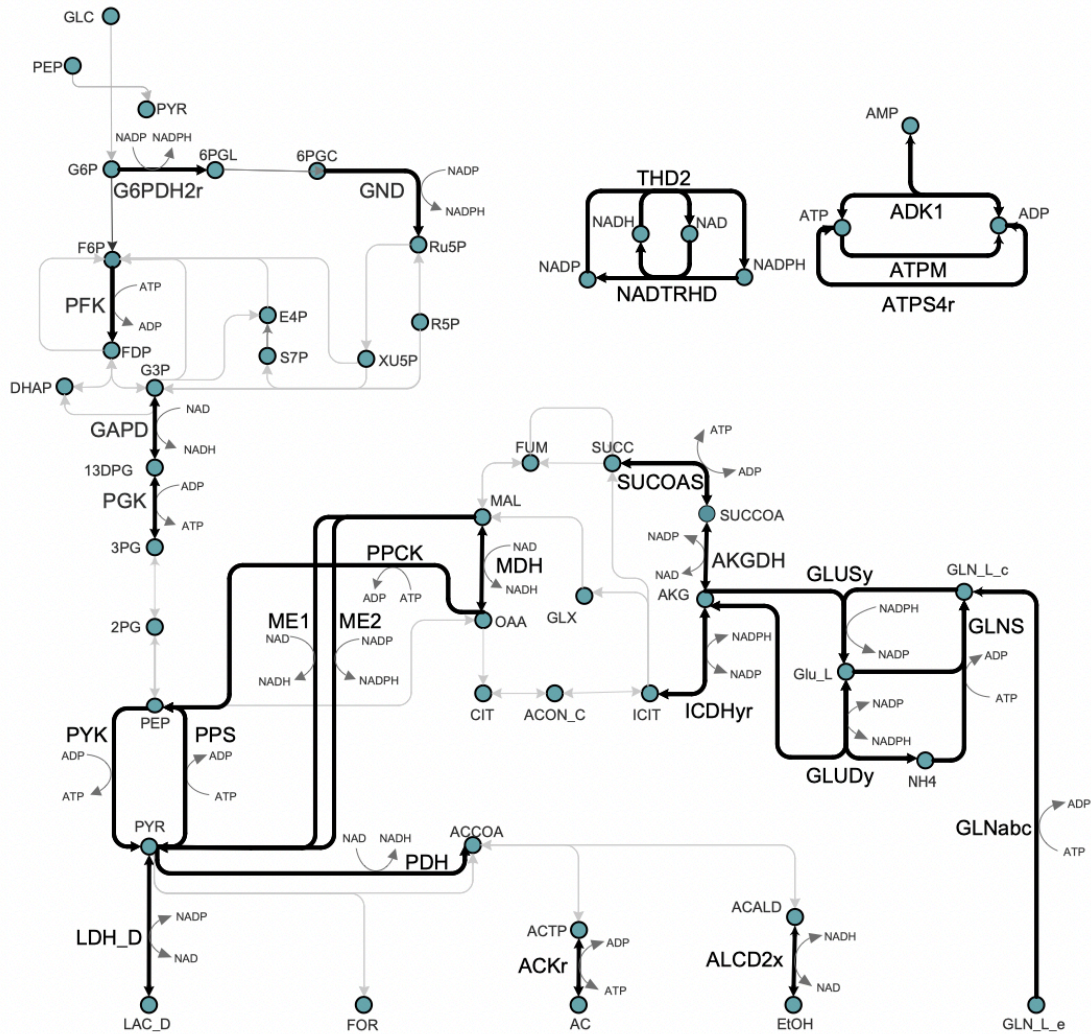 GLC
PEP
PYR
AMP
NADP NADPH
6PGL
6PGC
G6P
G6PDH2r
GND
NADP
NADPH
THD2
NADH
NAD
NADP
NADPH
NADTRHD
ATP
ADP
ADK1
ATPM
ATPS4r
F6P
Ru5P
PFK
ATP
ADP
E4P
R5P
FDP
S7P
XU5P
DHAP
G3P
GAPD
NAD
NADH
13DPG
PGK
ADP
ATP
3PG
2PG
PEP
FUM
SUCC
ATP
ADP
SUCOAS
MAL
SUCCOA
PPCK
ADP
ATP
MDH
NAD
NADH
NADP
NAD
AKGDH
AKG
GLX
OAA
ME1
ME2
NAD
NADH
NADP
NADPH
CIT
ACON_C
ICIT
ICDHyr
NADPH
NADP
GLUSy
GLN_L_c
NADPH
NADP
GLNS
ADP
ATP
Glu_L
NADP
NADPH
GLUDy
NH4
PYK
PPS
ADP
ATP
ADP
ATP
PYR
NAD
NADH
PDH
ACCOA
GLNabc
ADP
ATP
LDH_D
NADP
NAD
ACTP
ACKr
ADP
ATP
ACALD
ALCD2x
NADH
NAD
LAC_D
FOR
AC
EtOH
GLN_L_e